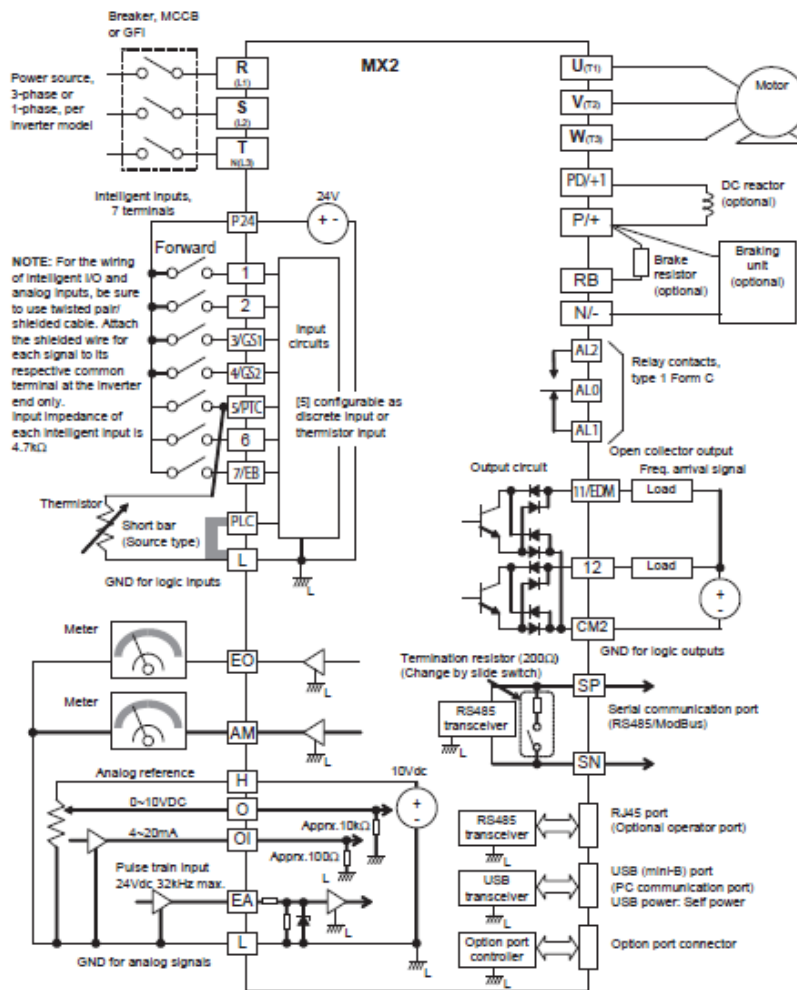 Breaker, MCCB
or GFI
Power source,
3-phase or
1-phase, per
Inverter model
R
(L1)
S
(L2)
T
N(L3)
MX2
U(T1)
V(T2)
W(T3)
Motor
PD/+1
P/+
DC reactor
(optional)
Brake
resistor
(optional)
Braking
unit
(optional)
RB
N/-
Intelligent inputs,
7 terminals
24V
+ -
P24
Forward
NOTE: For the wiring
of intelligent I/O and
analog inputs, be sure
to use twisted pair/
shielded cable. Attach
the shielded wire for
each signal to its
respective common
terminal at the inverter
end only.
Input impedance of
each intelligent input is
4.7kΩ
1
2
3/GS1
4/GS2
5/PTC
6
7/EB
PLC
L
Input
circuits
[5] configurable as
discrete input or
thermistor input
L
Thermistor
Short bar
(Source type)
GND for logic inputs
AL2
AL0
AL1
Relay contacts,
type 1 Form C
Open collector output
Output circuit
Freq. arrival signal
11/EDM
Load
12
Load
+
-
CM2
GND for logic outputs
Meter
EO
L
Meter
AM
L
Termination resistor (200Ω)
(Change by slide switch)
SP
RS485
transceiver
L
SN
Serial communication port
(RS485/ModBus)
Analog reference
H
10Vdc
0~10VDC
O
+
-
4~20mA
OI
Apprx.10kΩ
Apprx.100Ω
L
Pulse train input
24Vdc 32kHz max.
EA
L
L
L
GND for analog signals
RS485
transceiver
L
RJ45 port
(Optional operator port)
USB
transceiver
L
USB (mini-B) port
(PC communication port)
USB power: Self power
Option port
controller
L
Option port connector